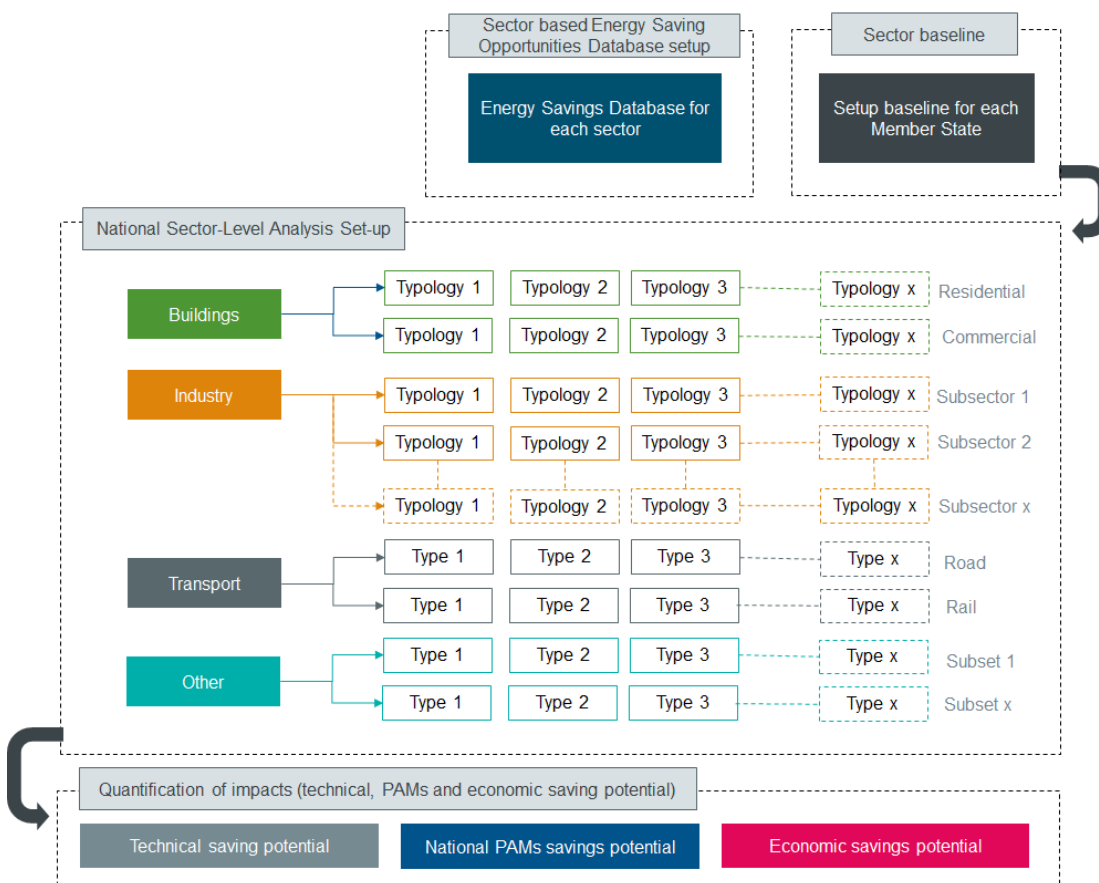 Sector based Energy Saving
Opportunities Database setup
Sector baseline
Energy Savings Database for
each sector
Setup baseline for each
Member State
National Sector-Level Analysis Set-up
Buildings
Typology 1 Typology 2 Typology 3 Typology x Residential
Typology 1 Typology 2 Typology 3 Typology x Commercial
Industry
Typology 1 Typology 2 Typology 3 Typology x Subsector 1
Typology 1 Typology 2 Typology 3 Typology x Subsector 2
Typology 1 Typology 2 Typology 3 Typology x Subsector x
Transport
Type 1 Type 2 Type 3 Type x Road
Type 1 Type 2 Type 3 Type x Rail
Other
Type 1 Type 2 Type 3 Type x Subset 1
Type 1 Type 2 Type 3 Type x Subset x
Quantification of impacts (technical, PAMs and economic saving potential)
Technical saving potential
National PAMs savings potential
Economic savings potential